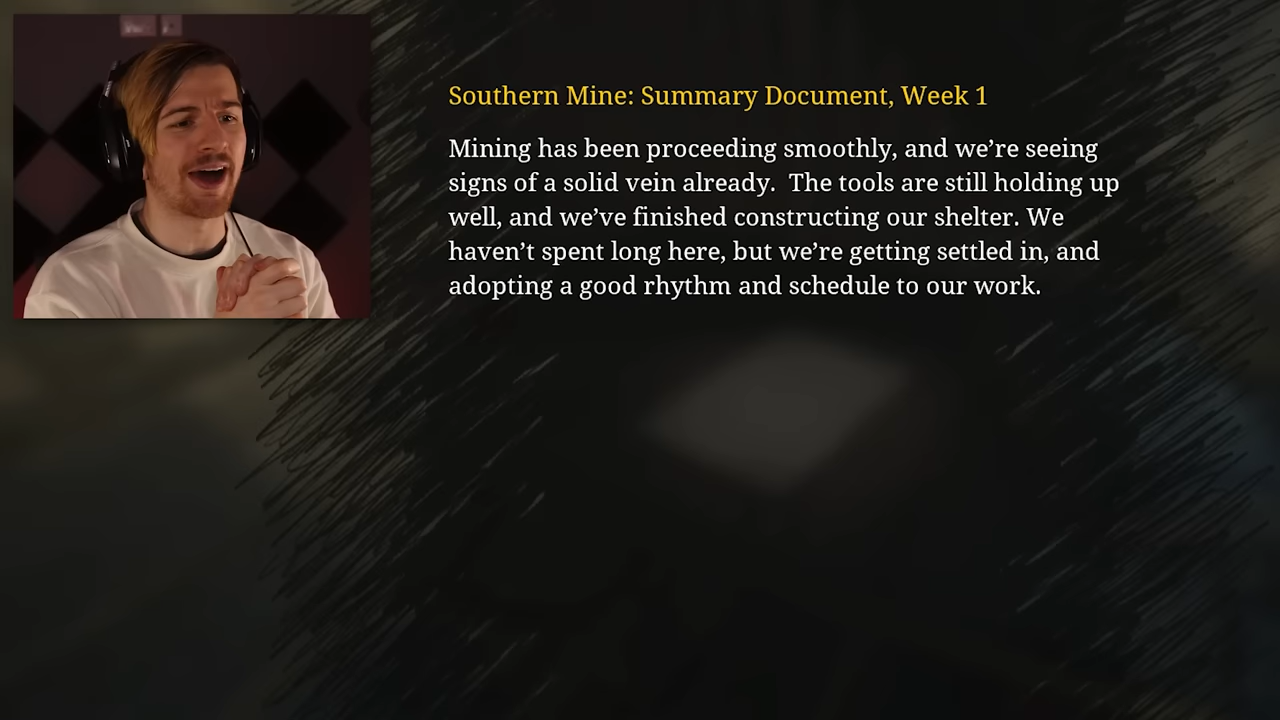 Southern Mine: Summary Document, Week 1
Mining has been proceeding smoothly, and we’re seeing
signs of a solid vein already.  The tools are still holding up
well, and we’ve finished constructing our shelter. We
haven’t spent long here, but we’re getting settled in, and
adopting a good rhythm and schedule to our work.